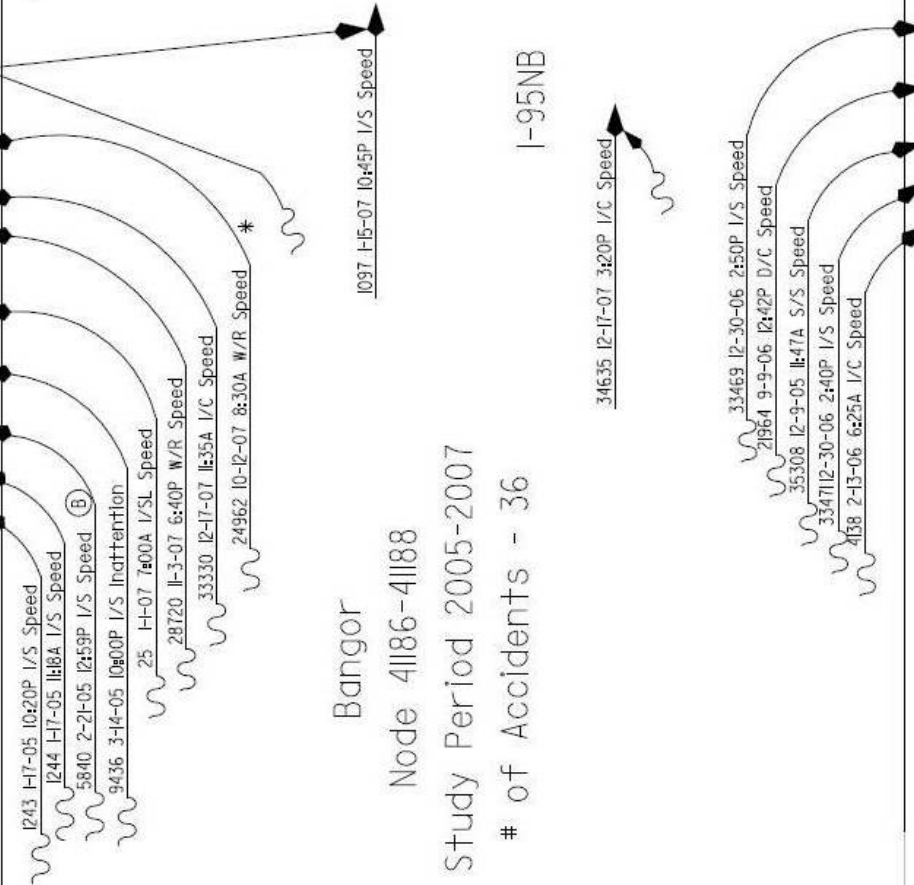 1243 1-17-05 10:20P I/S Speed
1244 1-17-05 11:18A I/S Speed
5840 2-21-05 12:59P I/S Speed B
9436 3-14-05 10:00P I/S Inattention
25 1-1-07 7:00A I/SL Speed
28720 11-3-07 6:40P W/R Speed
33330 12-17-07 11:35A I/C Speed
24962 10-12-07 8:30A W/R Speed *
1097 1-15-07 10:45P I/S Speed
Bangor
Node 41186-41188
Study Period 2005-2007
# of Accidents - 36
I-95NB
34635 12-17-07 3:20P I/C Speed
33469 12-30-06 2:50P I/S Speed
21964 9-9-06 12:42P D/C Speed
35308 12-9-05 11:47A S/S Speed
33471 12-30-06 2:40P I/S Speed
4138 2-13-06 6:25A I/C Speed